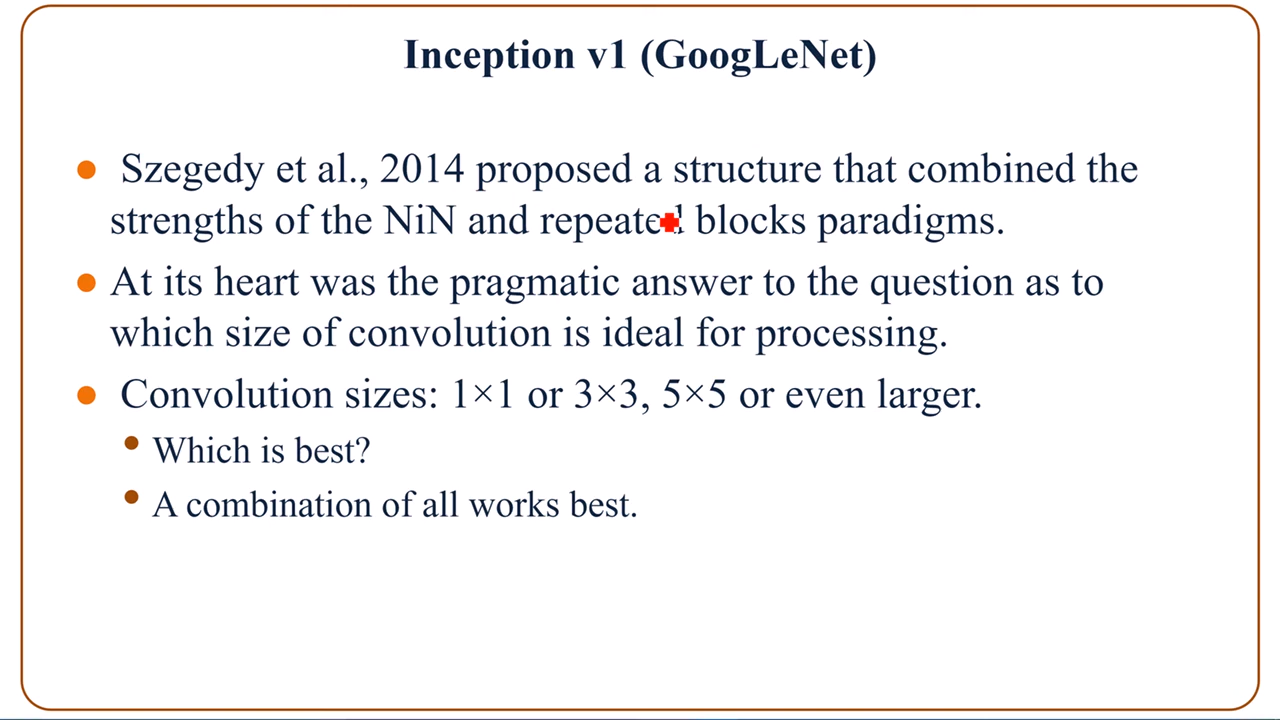 Inception v1 (GoogLeNet)
Szegedy et al., 2014 proposed a structure that combined the
strengths of the NiN and repeated blocks paradigms.
At its heart was the pragmatic answer to the question as to
which size of convolution is ideal for processing.
Convolution sizes: 1×1 or 3×3, 5×5 or even larger.
Which is best?
A combination of all works best.